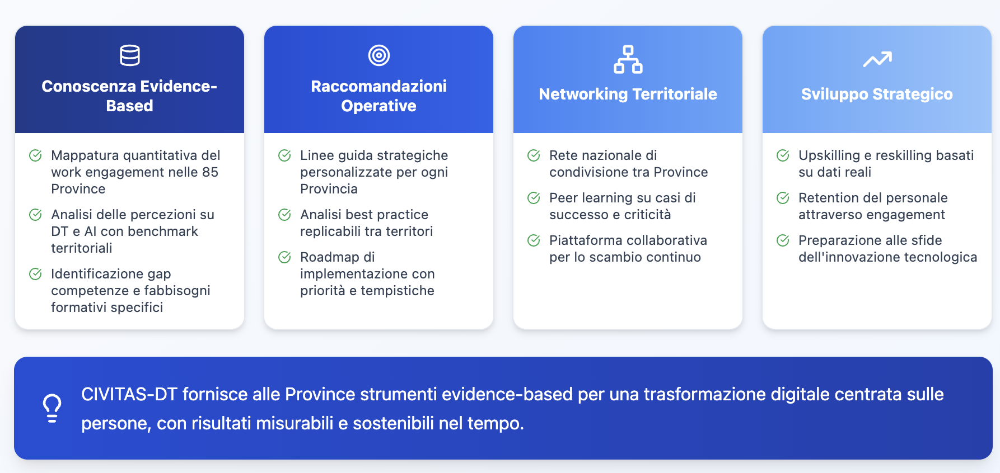 Conoscenza Evidence-
Based
Mappatura quantitativa del
work engagement nelle 85
Province
Analisi delle percezioni su
DT e AI con benchmark
territoriali
Identificazione gap
competenze e fabbisogni
formativi specifici
Raccomandazioni
Operative
Linee guida strategiche
personalizzate per ogni
Provincia
Analisi best practice
replicabili tra territori
Roadmap di
implementazione con
priorità e tempistiche
Networking Territoriale
Rete nazionale di
condivisione tra Province
Peer learning su casi di
successo e criticità
Piattaforma collaborativa
per lo scambio continuo
Sviluppo Strategico
Upskilling e reskilling basati
su dati reali
Retention del personale
attraverso engagement
Preparazione alle sfide
dell'innovazione tecnologica
CIVITAS-DT fornisce alle Province strumenti evidence-based per una trasformazione digitale centrata sulle
persone, con risultati misurabili e sostenibili nel tempo.